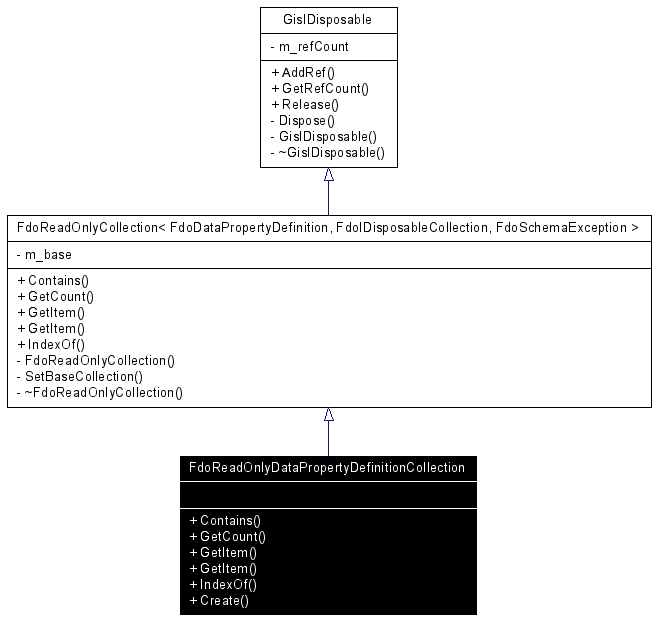 GisIDisposable
- m_refCount
+ AddRef()
+ GetRefCount()
+ Release()
- Dispose()
- GisIDisposable()
- ~GisIDisposable()
FdoReadOnlyCollection< FdoDataPropertyDefinition, FdoIDisposableCollection, FdoSchemaException >
- m_base
+ Contains()
+ GetCount()
+ GetItem()
+ GetItem()
+ IndexOf()
- FdoReadOnlyCollection()
- SetBaseCollection()
- ~FdoReadOnlyCollection()
FdoReadOnlyDataPropertyDefinitionCollection
+ Contains()
+ GetCount()
+ GetItem()
+ GetItem()
+ IndexOf()
+ Create()